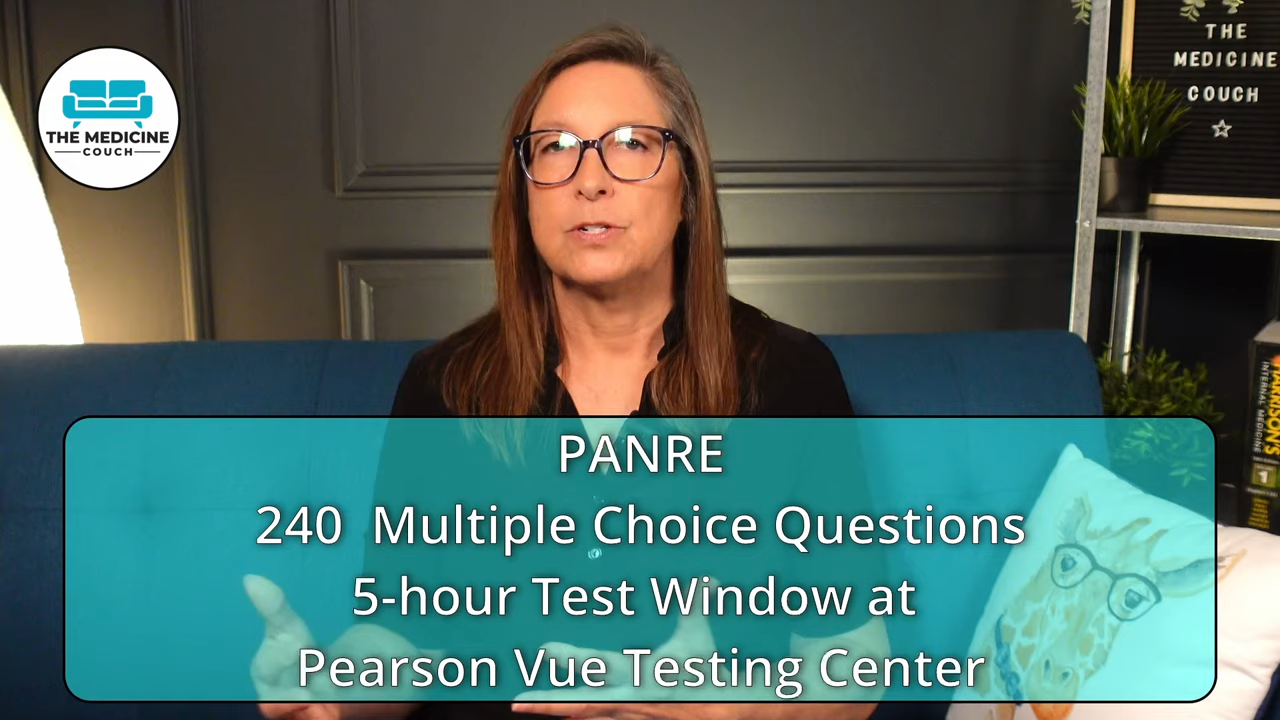 THE MEDICINE
COUCH
THE
MEDICINE
COUCH
HARRISON'S
INTERNAL MEDICINE
1
PANRE
240 Multiple Choice Questions
5-hour Test Window at
Pearson Vue Testing Center